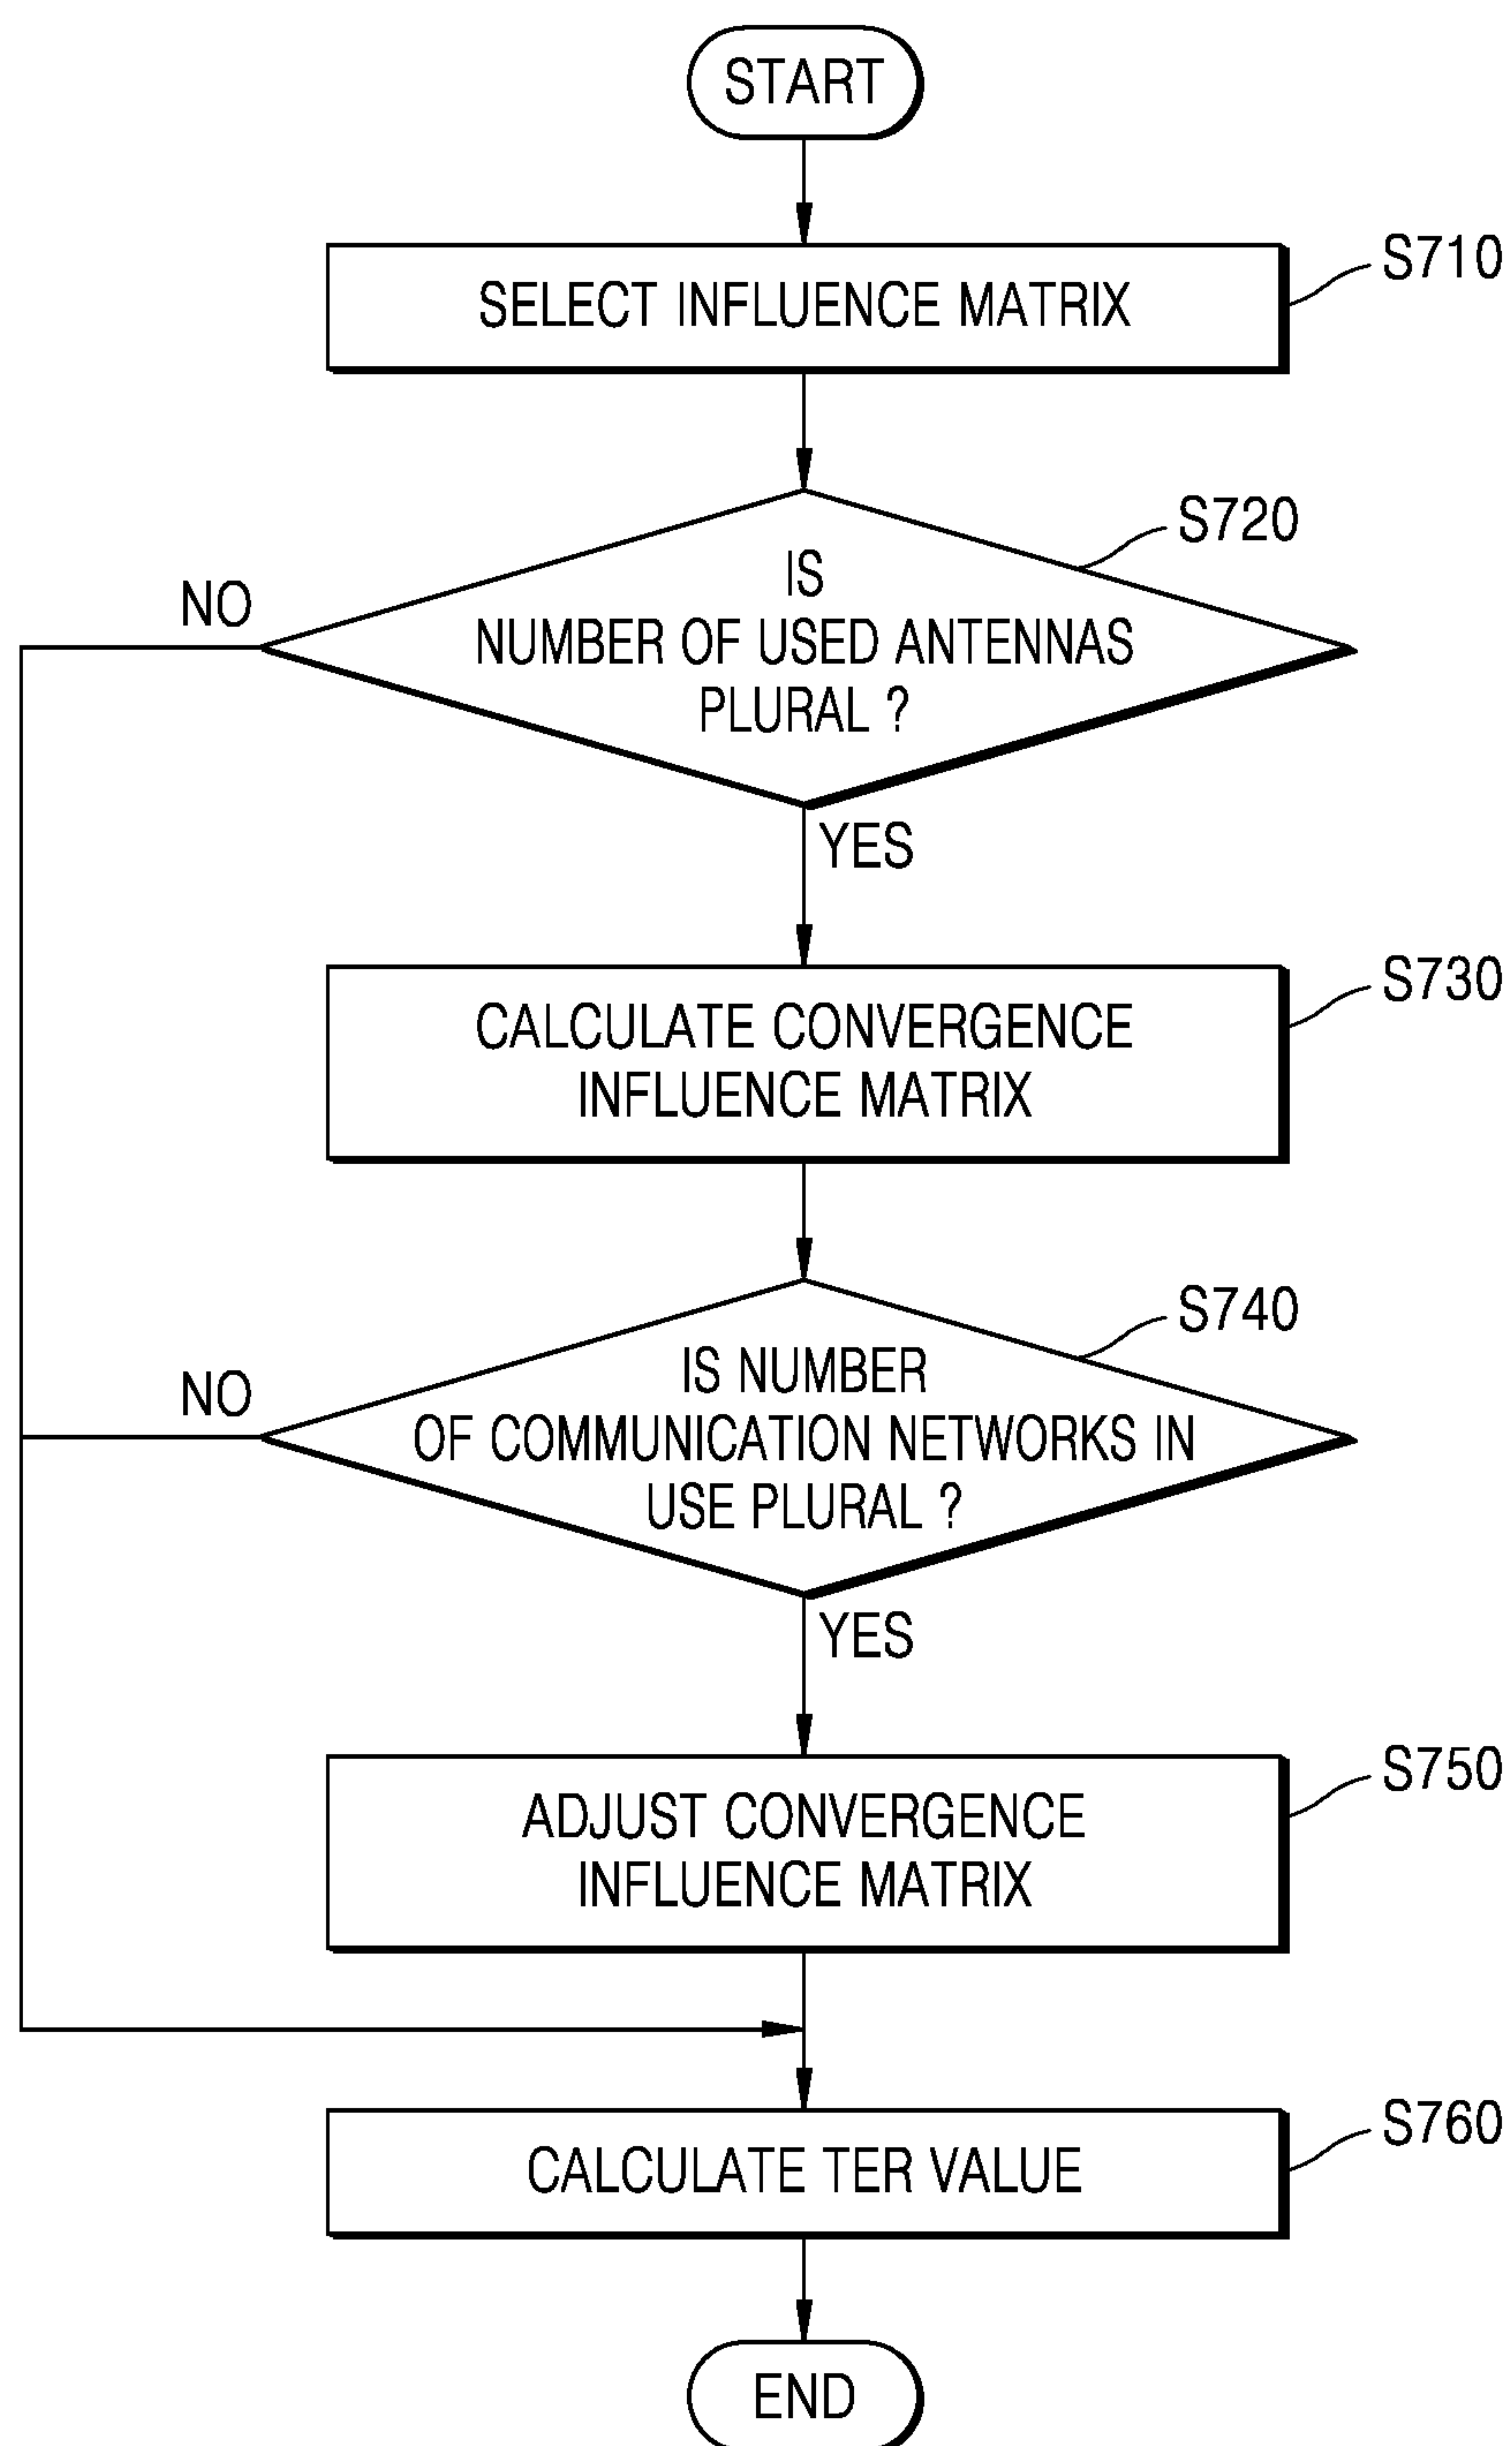 START
SELECT INFLUENCE MATRIX
S710
S720
IS
NUMBER OF USED ANTENNAS
PLURAL ?
NO
YES
CALCULATE CONVERGENCE
INFLUENCE MATRIX
S730
S740
IS NUMBER
OF COMMUNICATION NETWORKS IN
USE PLURAL ?
NO
YES
ADJUST CONVERGENCE
INFLUENCE MATRIX
S750
CALCULATE TER VALUE
S760
END